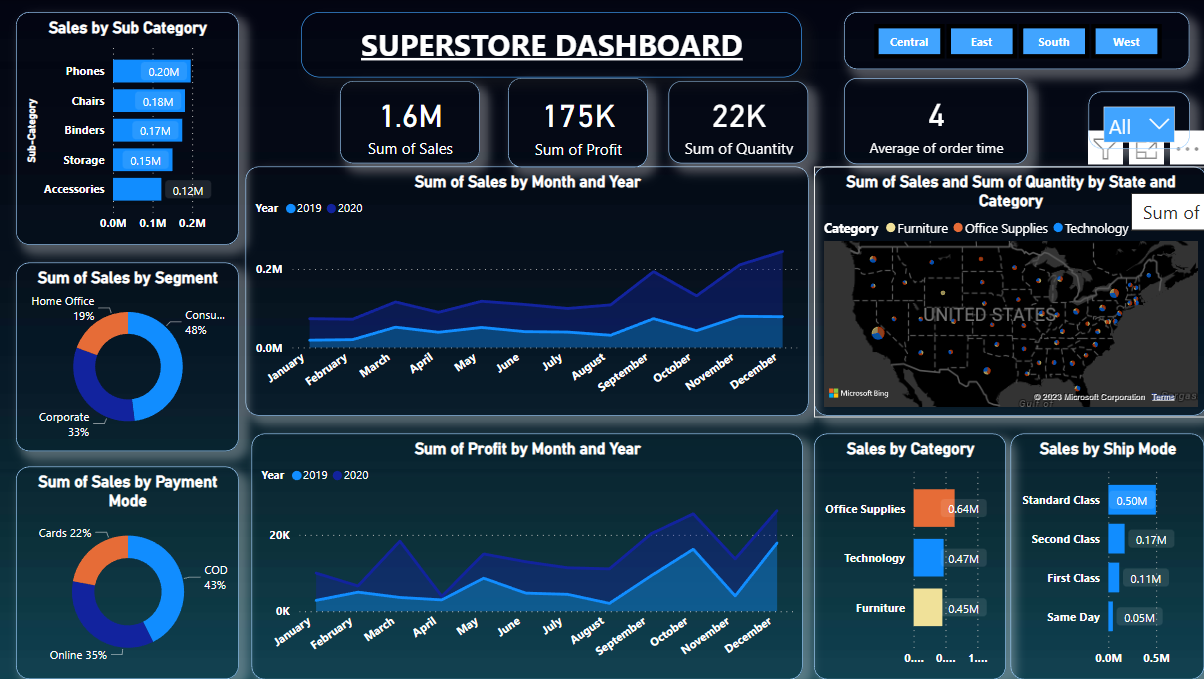 Sales by Sub Category
Sub-Category
Phones 0.20M
Chairs 0.18M
Binders 0.17M
Storage 0.15M
Accessories 0.12M
0.0M 0.1M 0.2M
SUPERSTORE DASHBOARD
Central East South West
1.6M
Sum of Sales
175K
Sum of Profit
22K
Sum of Quantity
4
Average of order time
All
Sum of Sales by Month and Year
Year 2019 2020
0.2M
0.0M
January February March April May June July August September October November December
Sum of Sales and Sum of Quantity by State and
Category
Sum of
Category Furniture Office Supplies Technology
UNITED STATES
Microsoft Bing
© 2023 Microsoft Corporation Terms
Sum of Sales by Segment
Home Office
19%
Consu...
48%
Corporate
33%
Sum of Sales by Payment
Mode
Cards 22%
COD
43%
Online 35%
Sum of Profit by Month and Year
Year 2019 2020
20K
0K
January February March April May June July August September October November December
Sales by Category
Office Supplies 0.64M
Technology 0.47M
Furniture 0.45M
0.... 0.... 1....
Sales by Ship Mode
Standard Class 0.50M
Second Class 0.17M
First Class 0.11M
Same Day 0.05M
0.0M 0.5M